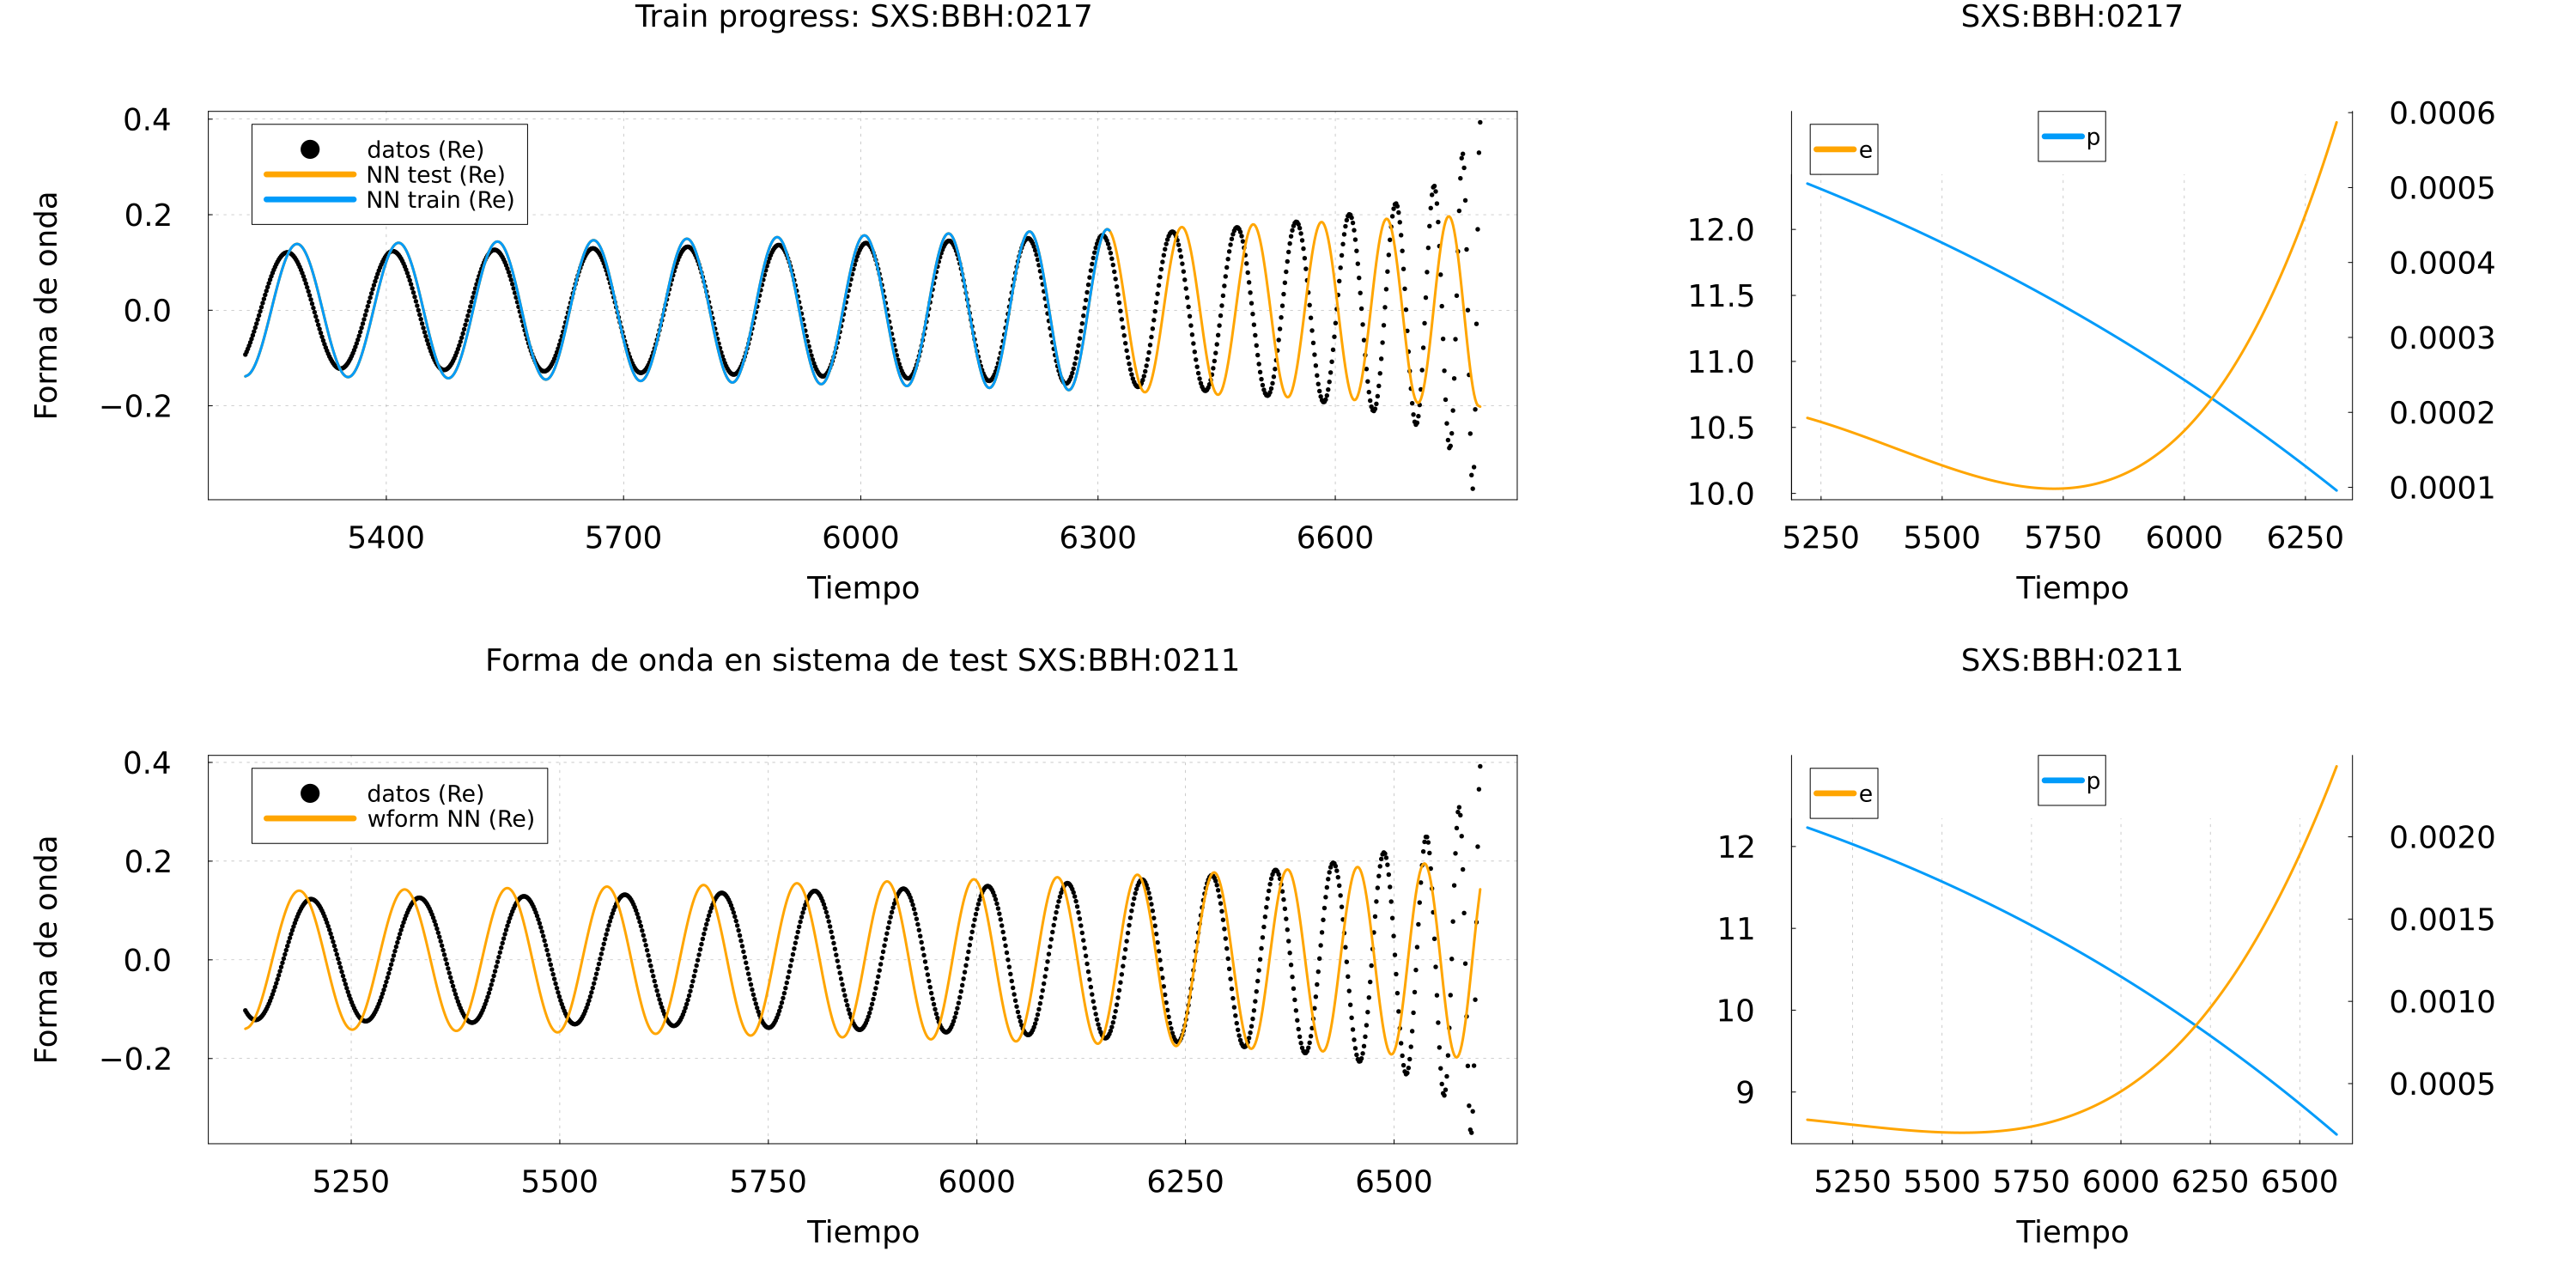 Train progress: SXS:BBH:0217
Forma de onda
0.4
0.2
0.0
−0.2
datos (Re)
NN test (Re)
NN train (Re)
5400 5700 6000 6300 6600
Tiempo
SXS:BBH:0217
12.0
11.5
11.0
10.5
10.0
e
p
0.0006
0.0005
0.0004
0.0003
0.0002
0.0001
5250 5500 5750 6000 6250
Tiempo
Forma de onda en sistema de test SXS:BBH:0211
Forma de onda
0.4
0.2
0.0
−0.2
datos (Re)
wform NN (Re)
5250 5500 5750 6000 6250 6500
Tiempo
SXS:BBH:0211
12
11
10
9
e
p
0.0020
0.0015
0.0010
0.0005
5250 5500 5750 6000 6250 6500
Tiempo